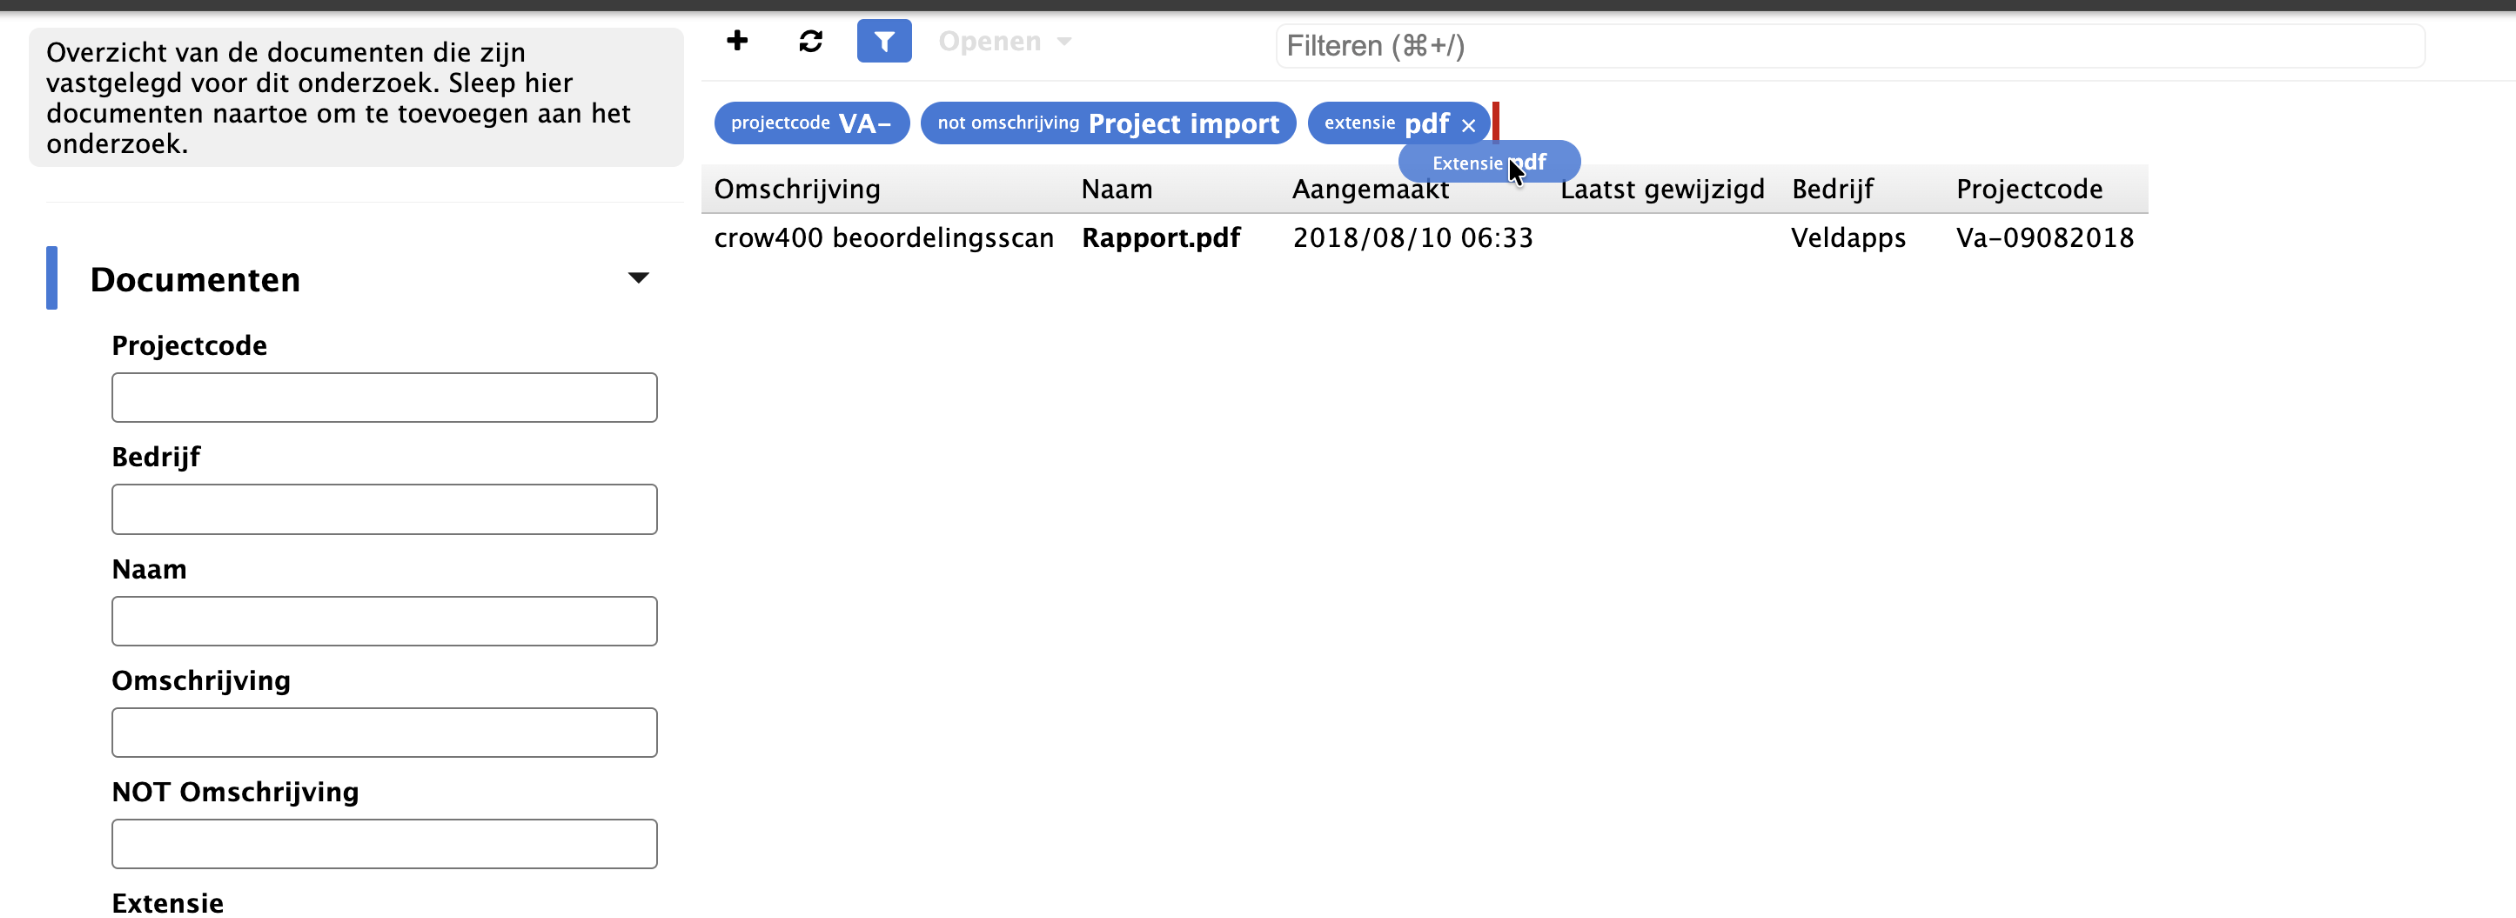 Overzicht van de documenten die zijn
vastgelegd voor dit onderzoek. Sleep hier
documenten naartoe om te toevoegen aan het
onderzoek.
Documenten
Projectcode
Bedrijf
Naam
Omschrijving
NOT Omschrijving
Extensie
Openen
Filteren (⌘+/)
projectcode VA-
not omschrijving Project import
extensie pdf ×
Extensie pdf
Omschrijving Naam Aangemaakt Laatst gewijzigd Bedrijf Projectcode
crow400 beoordelingsscan Rapport.pdf 2018/08/10 06:33 Veldapps Va-09082018